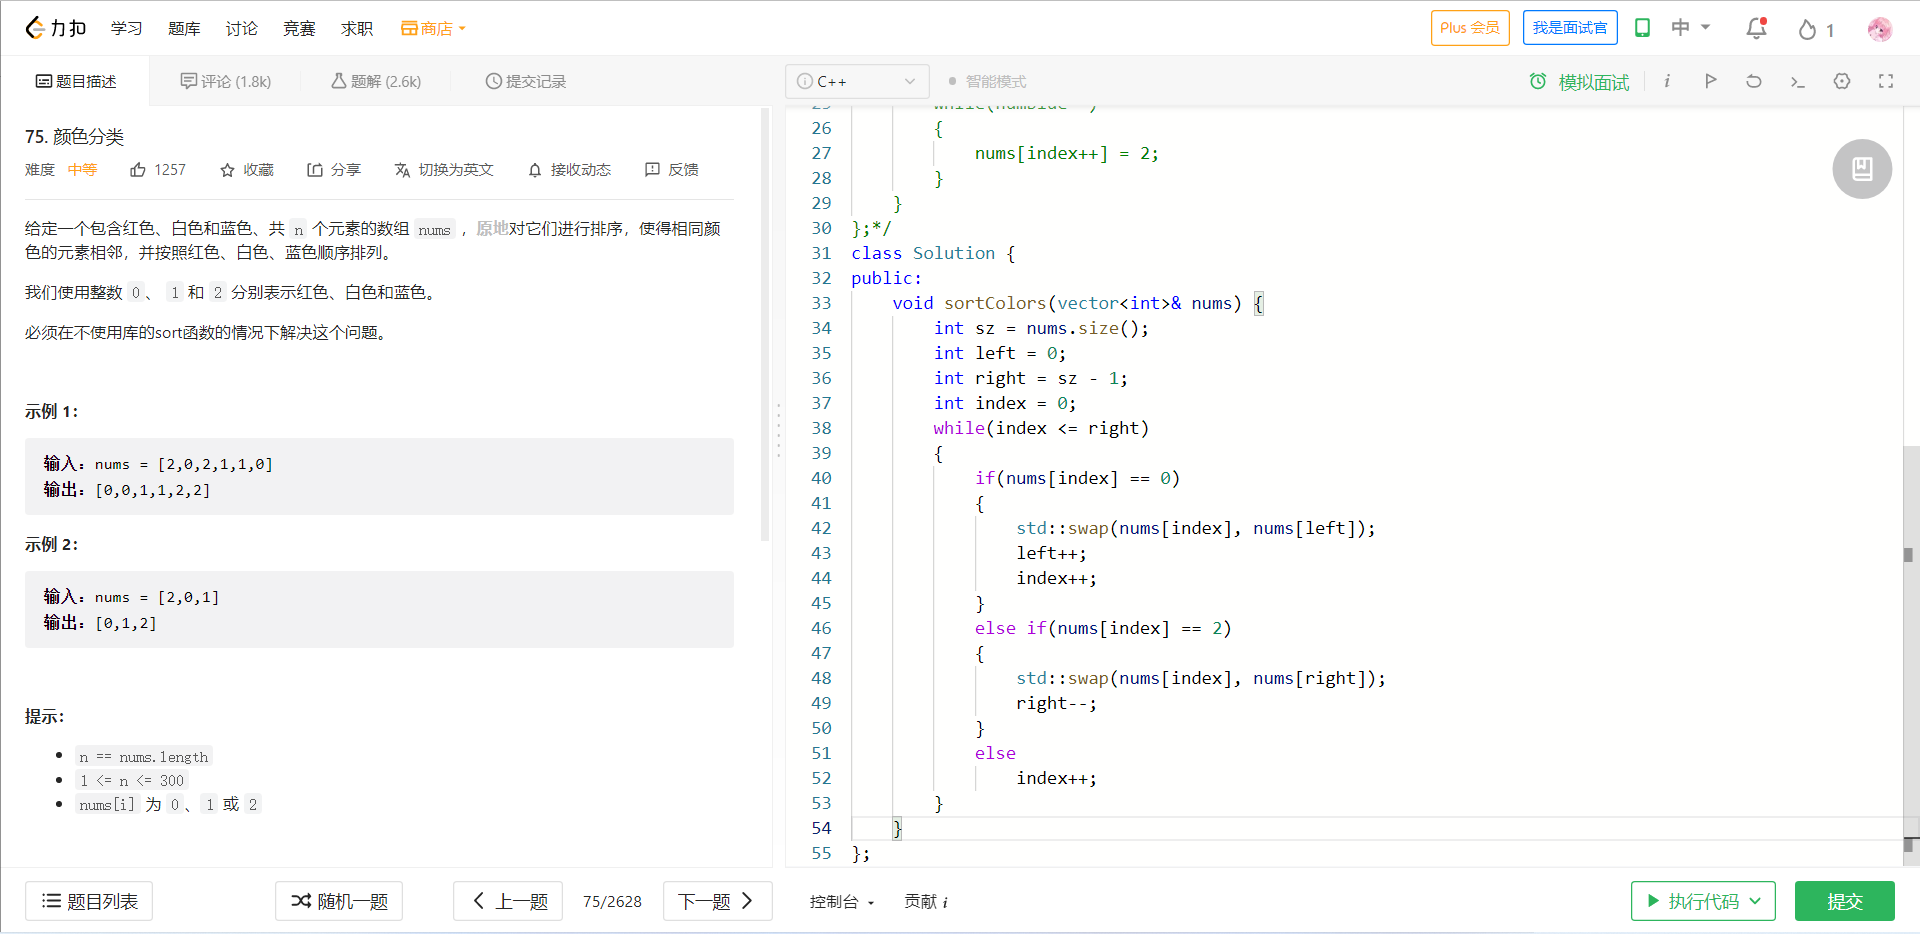 力扣 学习 题库 讨论 竞赛 求职 商店 Plus 会员 我是面试官 中 1
题目描述 评论 (1.8k) 题解 (2.6k) 提交记录
75. 颜色分类
难度 中等 1257 收藏 分享 切换为英文 接收动态 反馈
给定一个包含红色、白色和蓝色、共 n 个元素的数组 nums ，原地对它们进行排序，使得相同颜
色的元素相邻，并按照红色、白色、蓝色顺序排列。
我们使用整数 0、 1 和 2 分别表示红色、白色和蓝色。
必须在不使用库的sort函数的情况下解决这个问题。
示例 1：
输入：nums = [2,0,2,1,1,0]
输出：[0,0,1,1,2,2]
示例 2：
输入：nums = [2,0,1]
输出：[0,1,2]
提示：
n == nums.length
1 <= n <= 300
nums[i] 为 0、1 或 2
题目列表 随机一题 上一题 75/2628 下一题
C++ 智能模式 模拟面试
26 {
27 nums[index++] = 2;
28 }
29 }
30 };*/
31 class Solution {
32 public:
33 void sortColors(vector<int>& nums) {
34 int sz = nums.size();
35 int left = 0;
36 int right = sz - 1;
37 int index = 0;
38 while(index <= right)
39 {
40 if(nums[index] == 0)
41 {
42 std::swap(nums[index], nums[left]);
43 left++;
44 index++;
45 }
46 else if(nums[index] == 2)
47 {
48 std::swap(nums[index], nums[right]);
49 right--;
50 }
51 else
52 index++;
53 }
54 }
55 };
控制台 贡献 i 执行代码 提交